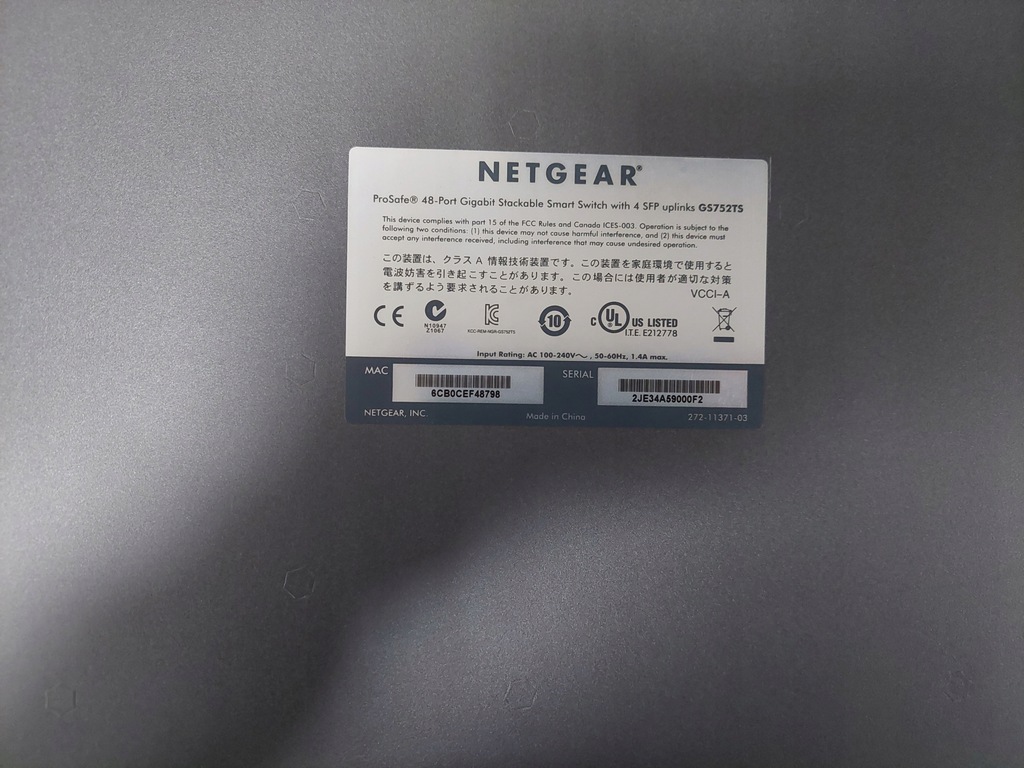 NETGEAR®
ProSafe® 48-Port Gigabit Stackable Smart Switch with 4 SFP uplinks GS752TS
This device complies with part 15 of the FCC Rules and Canada ICES-003. Operation is subject to the
following two conditions: (1) this device may not cause harmful interference, and (2) this device must
accept any interference received, including interference that may cause undesired operation.
この装置は、クラス A 情報技術装置です。この装置を家庭環境で使用すると
電波妨害を引き起こすことがあります。この場合には使用者が適切な対策
を講ずるよう要求されることがあります。
VCCI-A
CE
N10947
Z1067
KCC-REM-NGR-GS752TS
10
C UL US LISTED
I.T.E. E212778
Input Rating: AC 100-240V～, 50-60Hz, 1.4A max.
MAC
6CB0CEF48798
SERIAL
2JE34A59000F2
NETGEAR, INC.
Made in China
272-11371-03